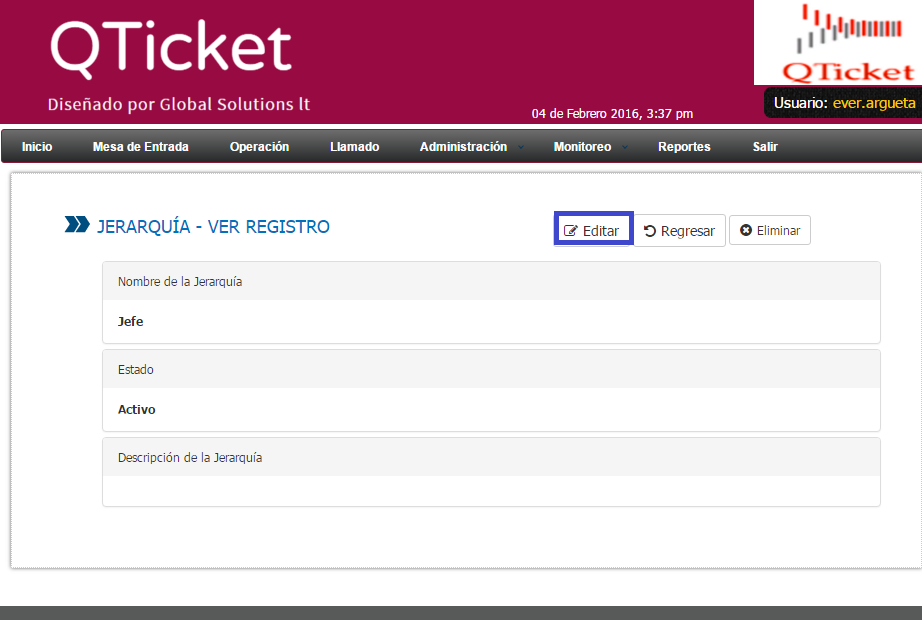 QTicket
Diseñado por Global Solutions lt
04 de Febrero 2016, 3:37 pm
QTicket
Usuario: ever.argueta
Inicio Mesa de Entrada Operación Llamado Administración Monitoreo Reportes Salir
JERARQUÍA - VER REGISTRO
Editar Regresar Eliminar
Nombre de la Jerarquía
Jefe
Estado
Activo
Descripción de la Jerarquía